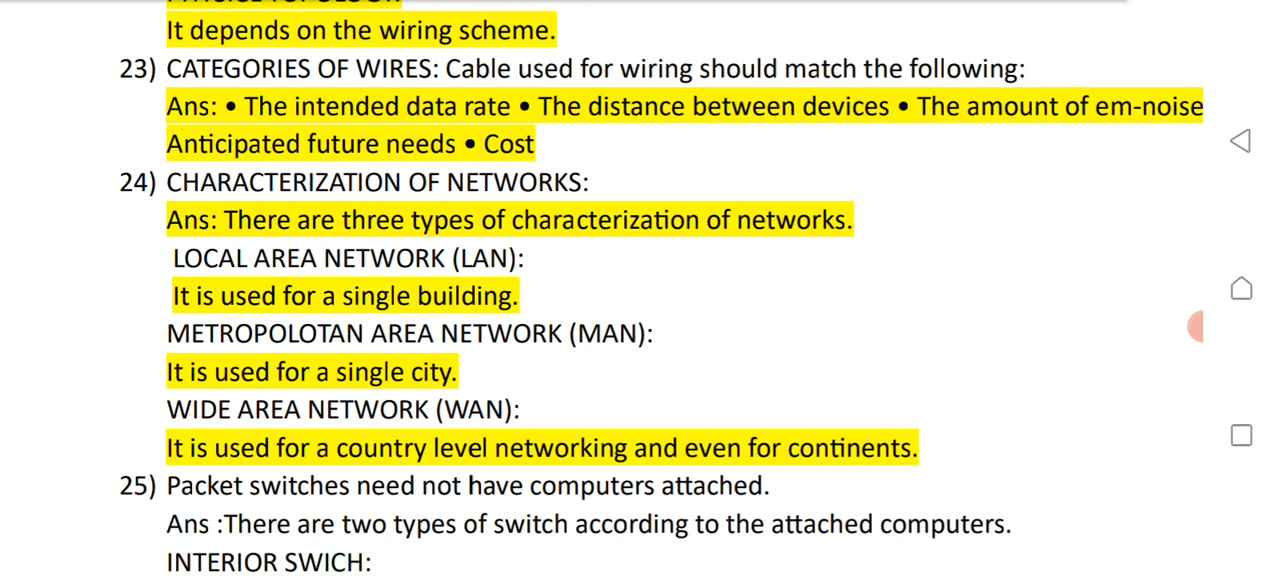 It depends on the wiring scheme.
23) CATEGORIES OF WIRES: Cable used for wiring should match the following:
Ans: • The intended data rate • The distance between devices • The amount of em-noise
Anticipated future needs • Cost
24) CHARACTERIZATION OF NETWORKS:
Ans: There are three types of characterization of networks.
LOCAL AREA NETWORK (LAN):
It is used for a single building.
METROPOLOTAN AREA NETWORK (MAN):
It is used for a single city.
WIDE AREA NETWORK (WAN):
It is used for a country level networking and even for continents.
25) Packet switches need not have computers attached.
Ans :There are two types of switch according to the attached computers.
INTERIOR SWICH: